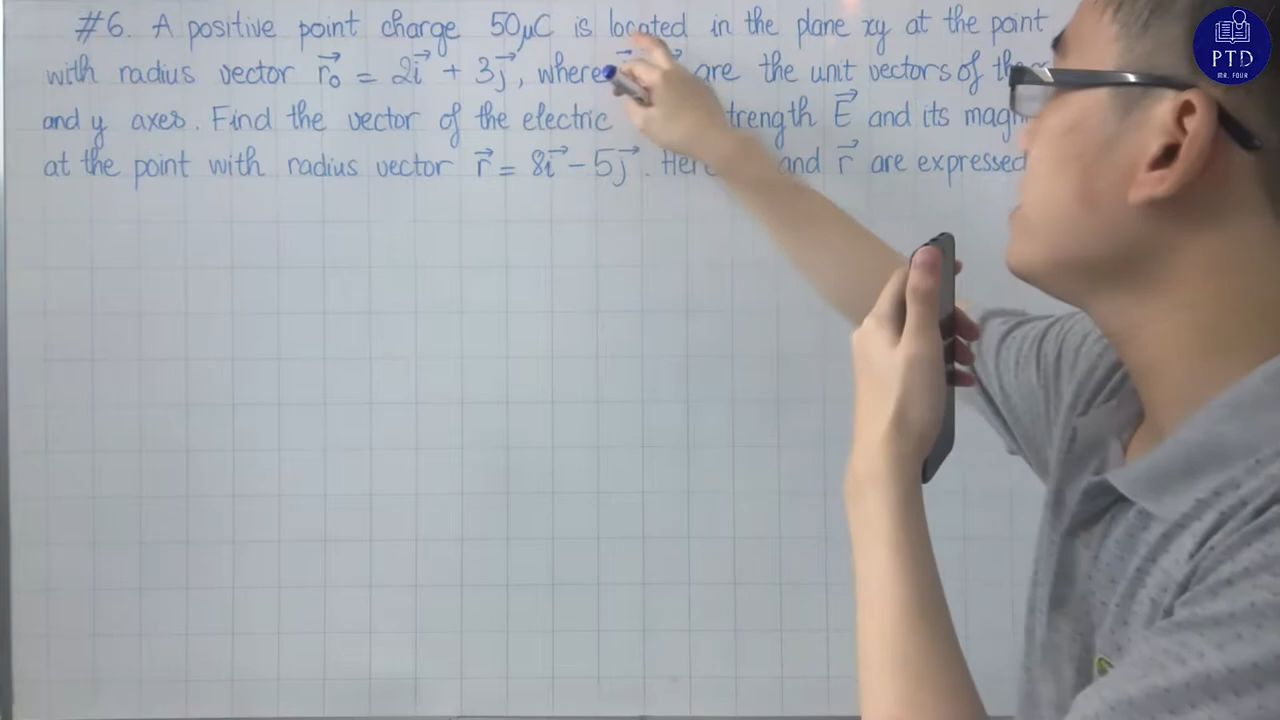 #6. A positive point charge 50μC is located in the plane xy at the point
with radius vector r⃗₀ = 2i⃗ + 3j⃗, where are the unit vectors of
and y axes. Find the vector of the electric E⃗ and its
at the point with radius vector r⃗ = 8i⃗ - 5j⃗. and r⃗ are expressed
PTD
MR. FOUR